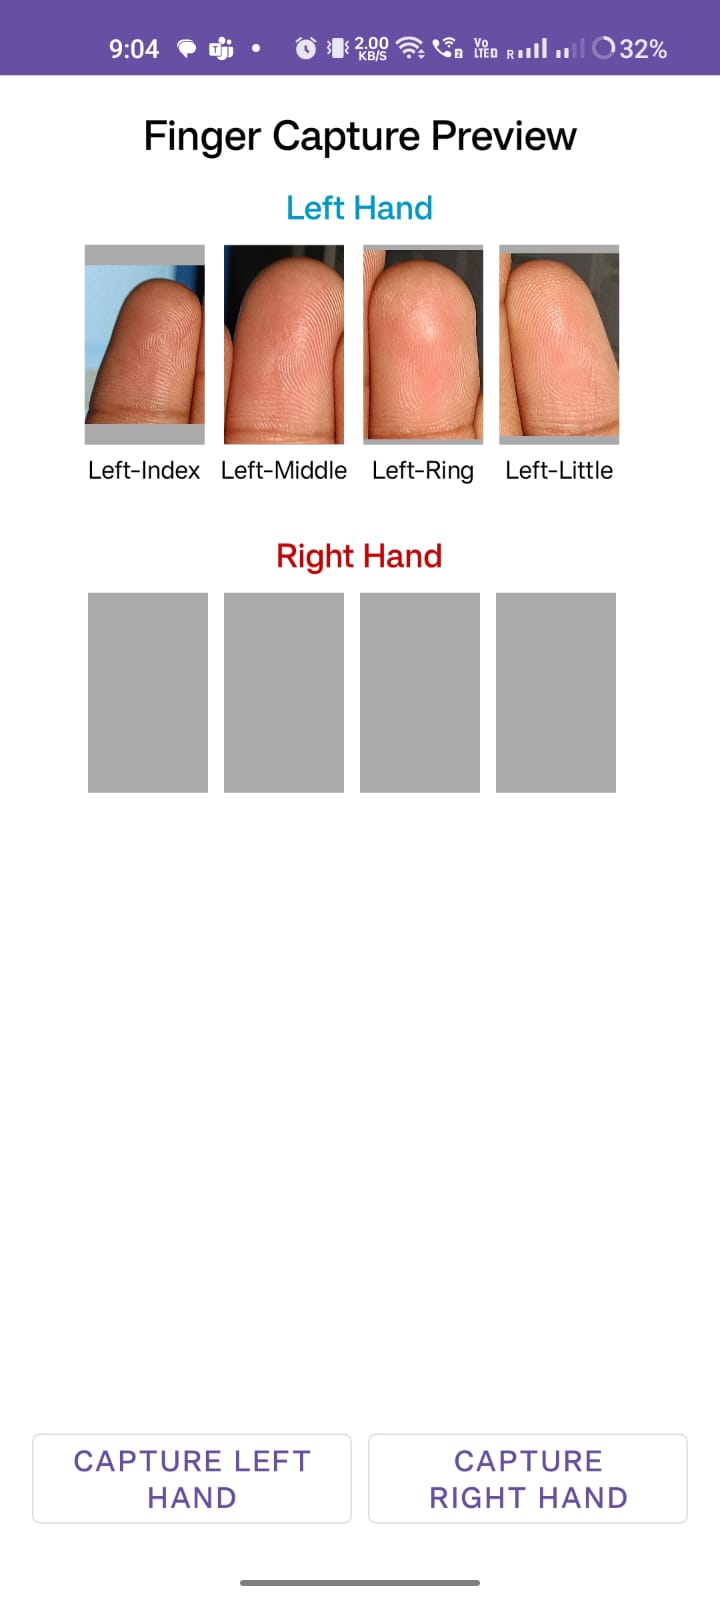 9:04 2.00 KB/S Vo LTED R 32%
Finger Capture Preview
Left Hand
Left-Index Left-Middle Left-Ring Left-Little
Right Hand
CAPTURE LEFT
HAND
CAPTURE
RIGHT HAND